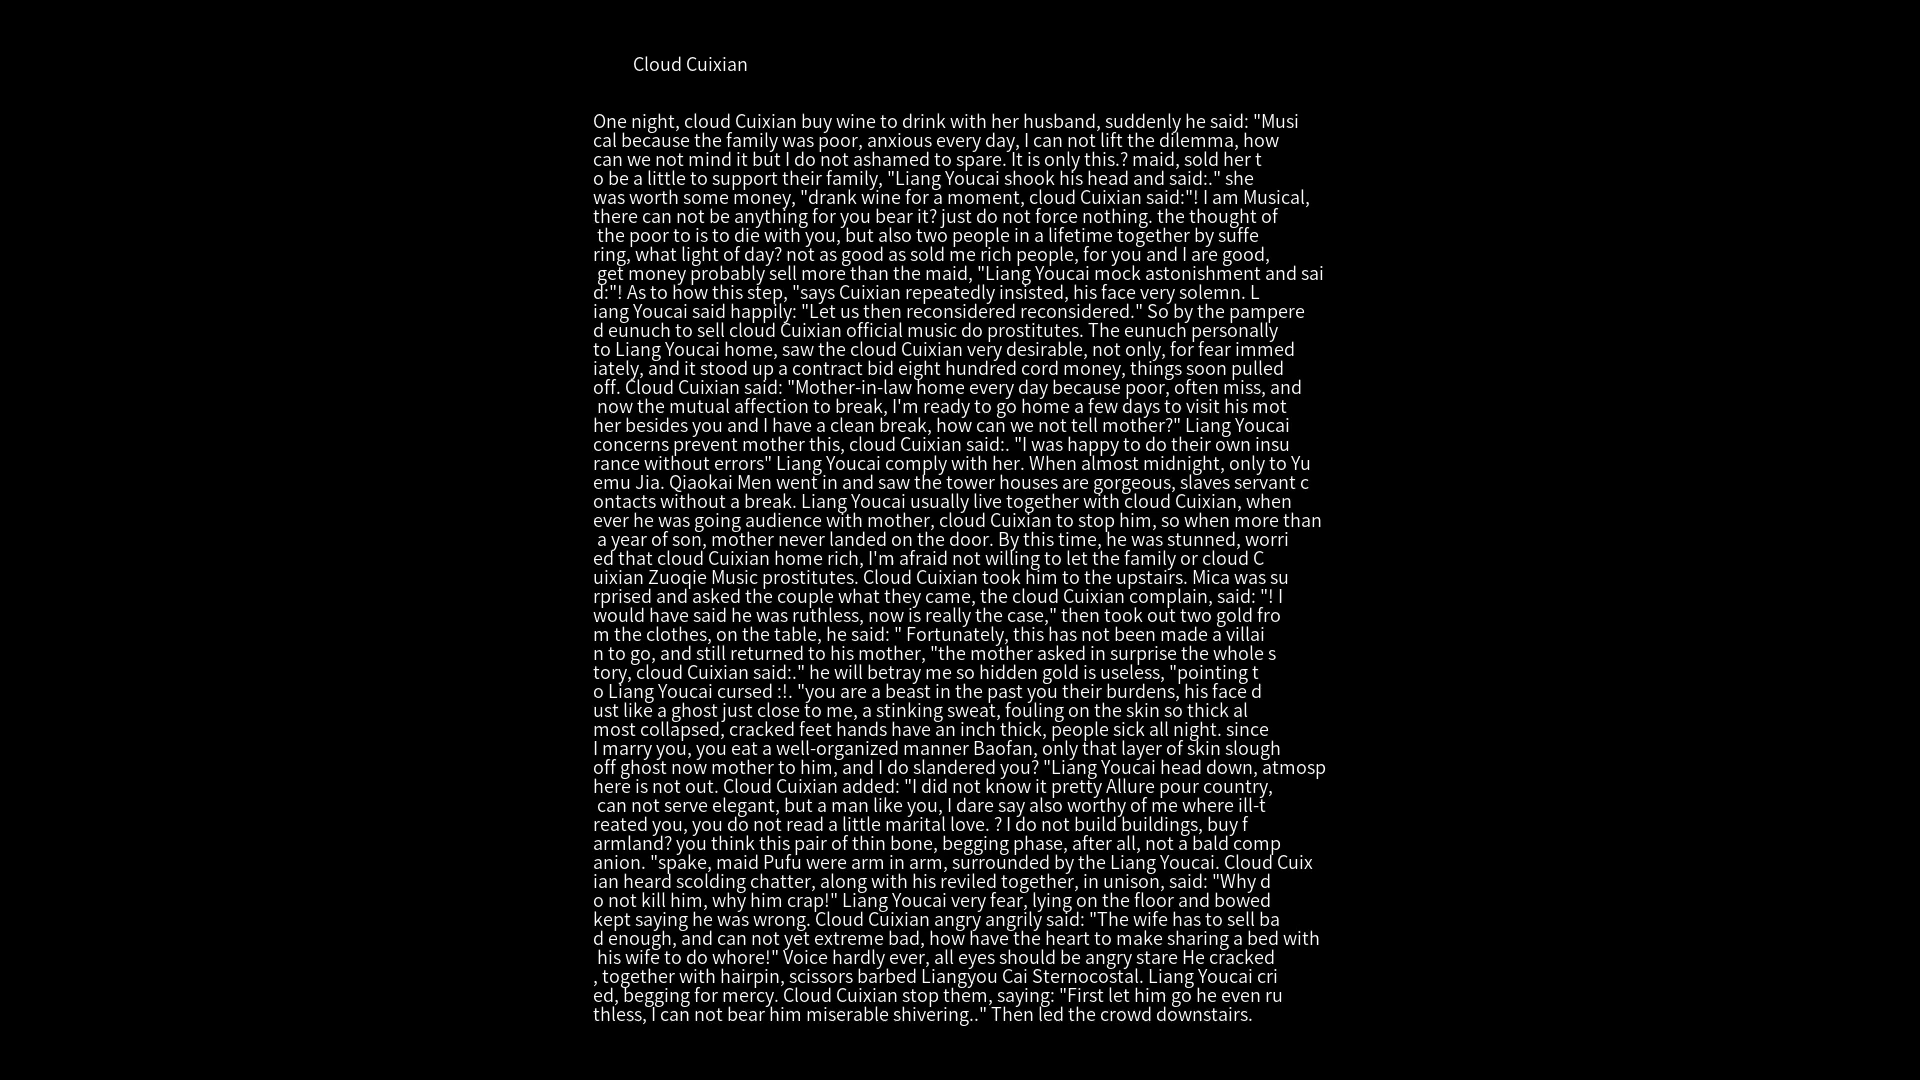 Cloud Cuixian
One night, cloud Cuixian buy wine to drink with her husband, suddenly he said: "Musi
cal because the family was poor, anxious every day, I can not lift the dilemma, how
can we not mind it but I do not ashamed to spare. It is only this.? maid, sold her t
o be a little to support their family, "Liang Youcai shook his head and said:." she
was worth some money, "drank wine for a moment, cloud Cuixian said:"! I am Musical,
there can not be anything for you bear it? just do not force nothing. the thought of
the poor to is to die with you, but also two people in a lifetime together by suffe
ring, what light of day? not as good as sold me rich people, for you and I are good,
get money probably sell more than the maid, "Liang Youcai mock astonishment and sai
d:"! As to how this step, "says Cuixian repeatedly insisted, his face very solemn. L
iang Youcai said happily: "Let us then reconsidered reconsidered." So by the pampere
d eunuch to sell cloud Cuixian official music do prostitutes. The eunuch personally
to Liang Youcai home, saw the cloud Cuixian very desirable, not only, for fear immed
iately, and it stood up a contract bid eight hundred cord money, things soon pulled
off. Cloud Cuixian said: "Mother-in-law home every day because poor, often miss, and
now the mutual affection to break, I'm ready to go home a few days to visit his mot
her besides you and I have a clean break, how can we not tell mother?" Liang Youcai
concerns prevent mother this, cloud Cuixian said:. "I was happy to do their own insu
rance without errors" Liang Youcai comply with her. When almost midnight, only to Yu
emu Jia. Qiaokai Men went in and saw the tower houses are gorgeous, slaves servant c
ontacts without a break. Liang Youcai usually live together with cloud Cuixian, when
ever he was going audience with mother, cloud Cuixian to stop him, so when more than
a year of son, mother never landed on the door. By this time, he was stunned, worri
ed that cloud Cuixian home rich, I'm afraid not willing to let the family or cloud C
uixian Zuoqie Music prostitutes. Cloud Cuixian took him to the upstairs. Mica was su
rprised and asked the couple what they came, the cloud Cuixian complain, said: "! I
would have said he was ruthless, now is really the case," then took out two gold fro
m the clothes, on the table, he said: " Fortunately, this has not been made a villai
n to go, and still returned to his mother, "the mother asked in surprise the whole s
tory, cloud Cuixian said:." he will betray me so hidden gold is useless, "pointing t
o Liang Youcai cursed :!. "you are a beast in the past you their burdens, his face d
ust like a ghost just close to me, a stinking sweat, fouling on the skin so thick al
most collapsed, cracked feet hands have an inch thick, people sick all night. since
I marry you, you eat a well-organized manner Baofan, only that layer of skin slough
off ghost now mother to him, and I do slandered you? "Liang Youcai head down, atmosp
here is not out. Cloud Cuixian added: "I did not know it pretty Allure pour country,
can not serve elegant, but a man like you, I dare say also worthy of me where ill-t
reated you, you do not read a little marital love. ? I do not build buildings, buy f
armland? you think this pair of thin bone, begging phase, after all, not a bald comp
anion. "spake, maid Pufu were arm in arm, surrounded by the Liang Youcai. Cloud Cuix
ian heard scolding chatter, along with his reviled together, in unison, said: "Why d
o not kill him, why him crap!" Liang Youcai very fear, lying on the floor and bowed
kept saying he was wrong. Cloud Cuixian angry angrily said: "The wife has to sell ba
d enough, and can not yet extreme bad, how have the heart to make sharing a bed with
his wife to do whore!" Voice hardly ever, all eyes should be angry stare He cracked
, together with hairpin, scissors barbed Liangyou Cai Sternocostal. Liang Youcai cri
ed, begging for mercy. Cloud Cuixian stop them, saying: "First let him go he even ru
thless, I can not bear him miserable shivering.." Then led the crowd downstairs.